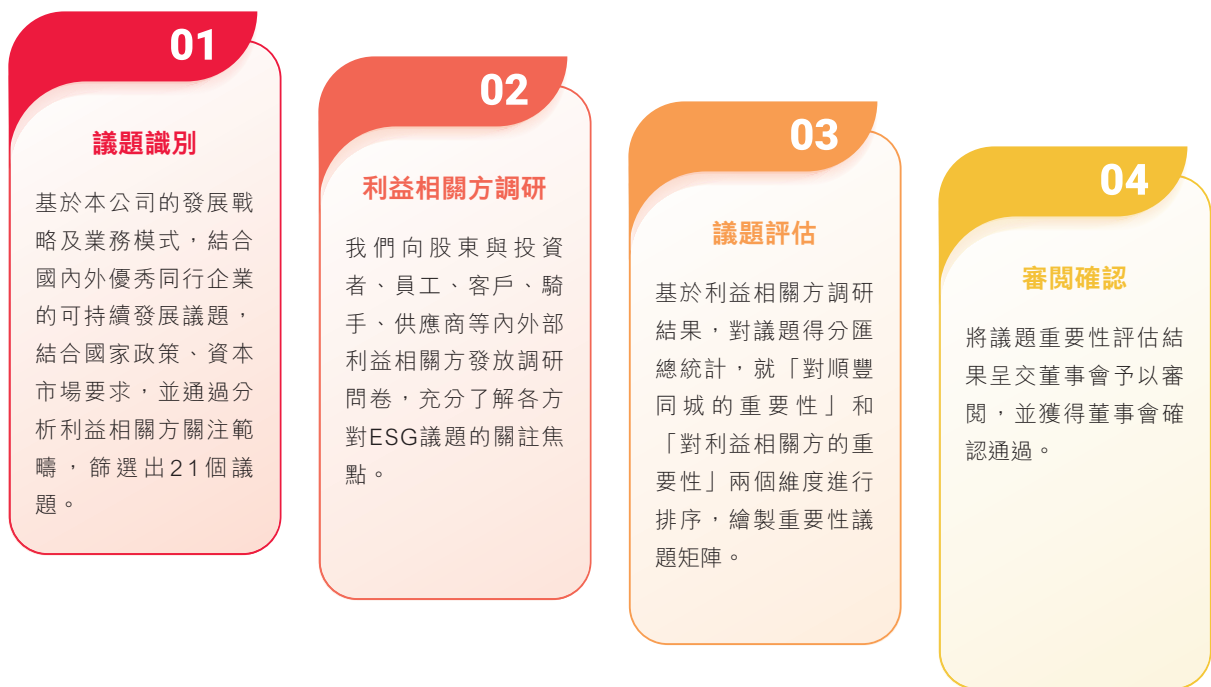 01
議題識別
基於本公司的發展戰
略及業務模式，結合
國內外優秀同行企業
的可持續發展議題，
結合國家政策、資本
市場要求，並通過分
析利益相關方關注範
疇，篩選出21個議
題。
02
利益相關方調研
我們向股東與投資
者、員工、客戶、騎
手、供應商等內外部
利益相關方發放調研
問卷，充分了解各方
對ESG議題的關註焦
點。
03
議題評估
基於利益相關方調研
結果，對議題得分匯
總統計，就「對順豐
同城的重要性」和
「對利益相關方的重
要性」兩個維度進行
排序，繪製重要性議
題矩陣。
04
審閱確認
將議題重要性評估結
果呈交董事會予以審
閱，並獲得董事會確
認通過。